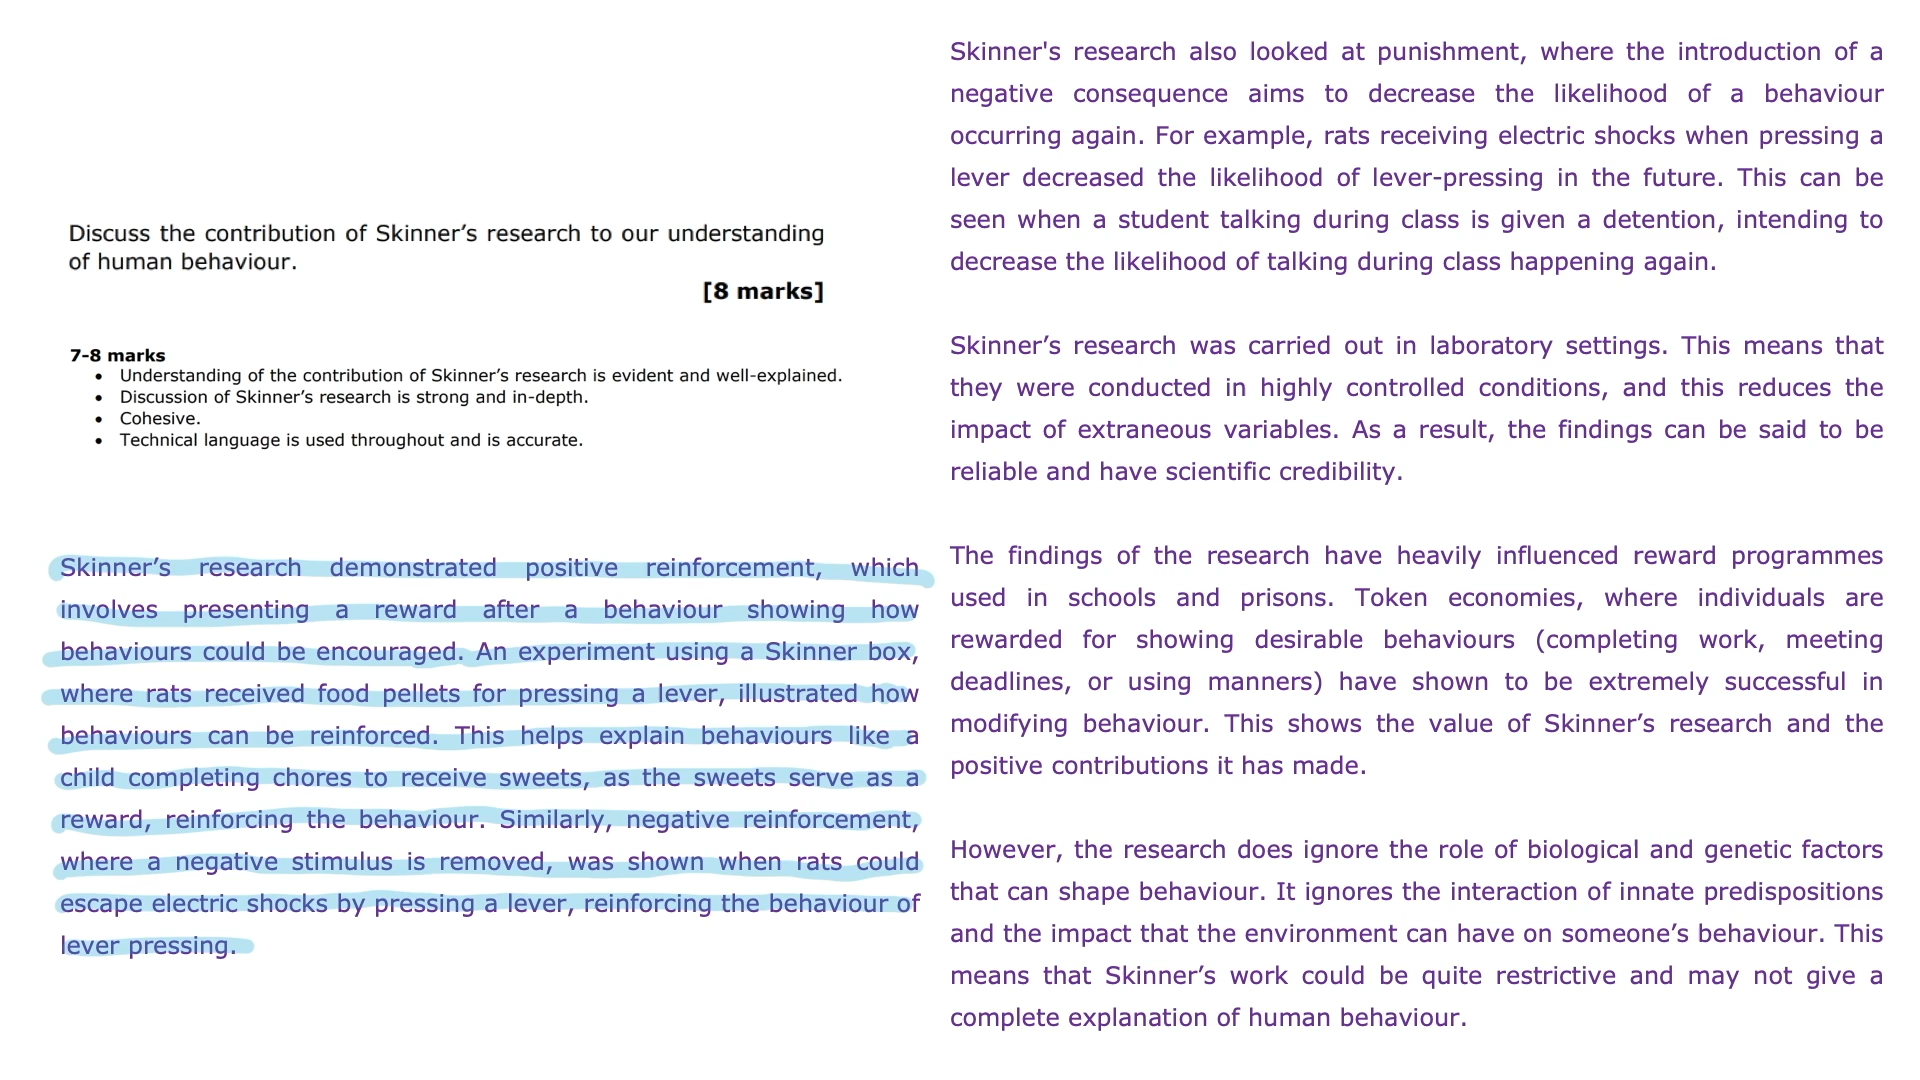 Discuss the contribution of Skinner’s research to our understanding
of human behaviour.
[8 marks]
7-8 marks
• Understanding of the contribution of Skinner’s research is evident and well-explained.
• Discussion of Skinner’s research is strong and in-depth.
• Cohesive.
• Technical language is used throughout and is accurate.
Skinner’s research demonstrated positive reinforcement, which
involves presenting a reward after a behaviour showing how
behaviours could be encouraged. An experiment using a Skinner box,
where rats received food pellets for pressing a lever, illustrated how
behaviours can be reinforced. This helps explain behaviours like a
child completing chores to receive sweets, as the sweets serve as a
reward, reinforcing the behaviour. Similarly, negative reinforcement,
where a negative stimulus is removed, was shown when rats could
escape electric shocks by pressing a lever, reinforcing the behaviour of
lever pressing.
Skinner's research also looked at punishment, where the introduction of a
negative consequence aims to decrease the likelihood of a behaviour
occurring again. For example, rats receiving electric shocks when pressing a
lever decreased the likelihood of lever-pressing in the future. This can be
seen when a student talking during class is given a detention, intending to
decrease the likelihood of talking during class happening again.
Skinner’s research was carried out in laboratory settings. This means that
they were conducted in highly controlled conditions, and this reduces the
impact of extraneous variables. As a result, the findings can be said to be
reliable and have scientific credibility.
The findings of the research have heavily influenced reward programmes
used in schools and prisons. Token economies, where individuals are
rewarded for showing desirable behaviours (completing work, meeting
deadlines, or using manners) have shown to be extremely successful in
modifying behaviour. This shows the value of Skinner’s research and the
positive contributions it has made.
However, the research does ignore the role of biological and genetic factors
that can shape behaviour. It ignores the interaction of innate predispositions
and the impact that the environment can have on someone’s behaviour. This
means that Skinner’s work could be quite restrictive and may not give a
complete explanation of human behaviour.